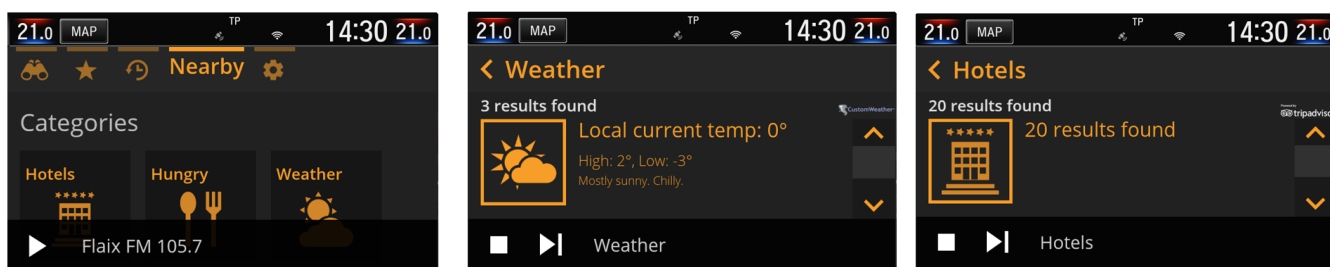 21.0 MAP TP 14:30 21.0
Nearby
Categories
Hotels Hungry Weather
Flaix FM 105.7
21.0 MAP TP 14:30 21.0
Weather
3 results found
CustomWeather
Local current temp: 0°
High: 2°, Low: -3°
Mostly sunny. Chilly.
Weather
21.0 MAP TP 14:30 21.0
Hotels
20 results found
Powered by
tripadvisor
20 results found
Hotels